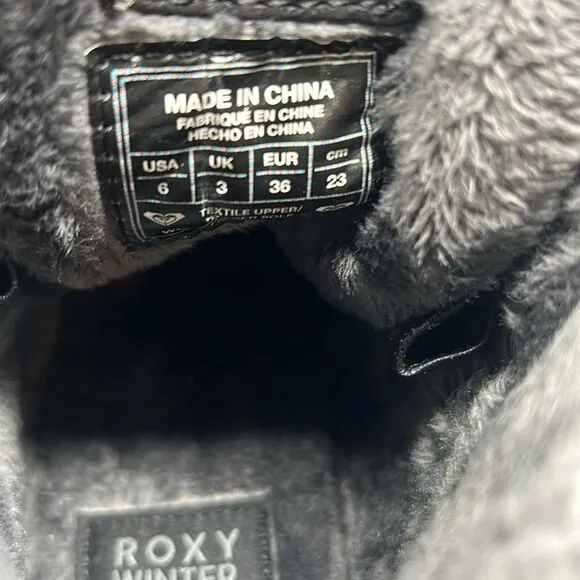 MADE IN CHINA
FABRIQUÉ EN CHINE
HECHO EN CHINA
USA UK EUR cm
6 3 36 23
TEXTILE UPPER/
ROXY
WINTER